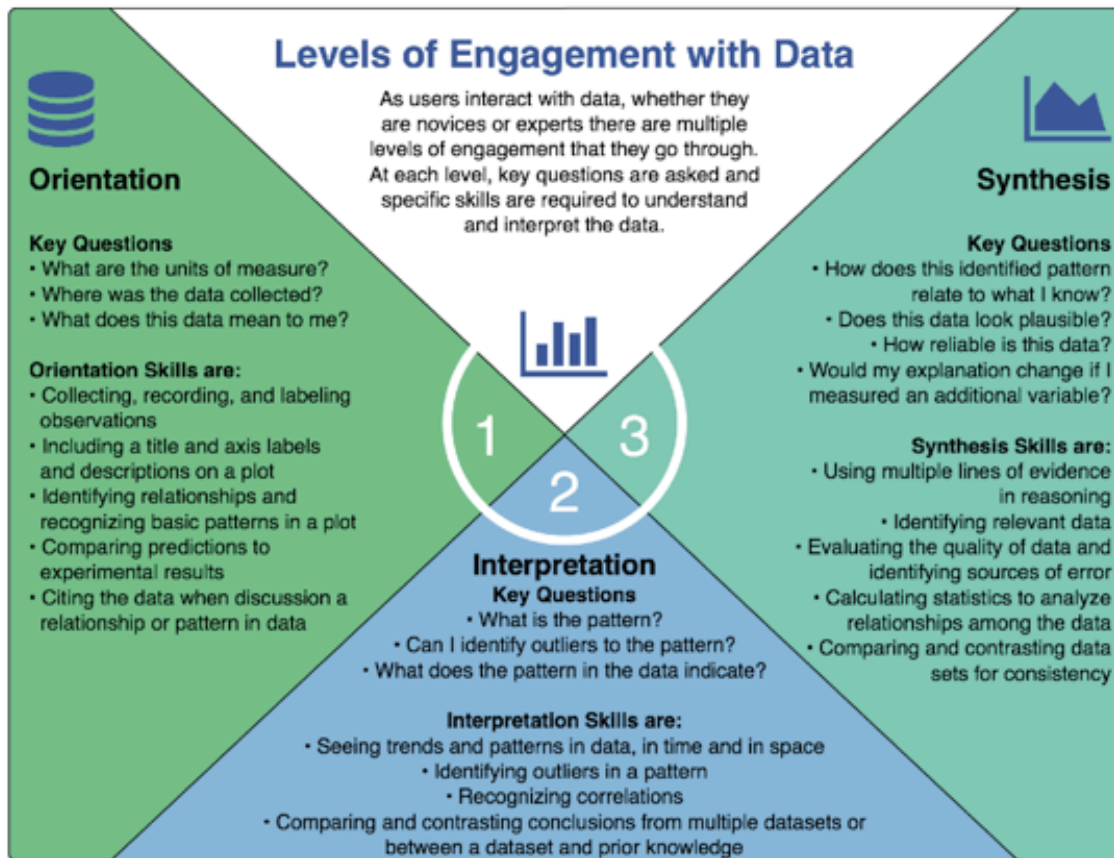 Levels of Engagement with Data
As users interact with data, whether they
are novices or experts there are multiple
levels of engagement that they go through.
At each level, key questions are asked and
specific skills are required to understand
and interpret the data.
Orientation
Key Questions
• What are the units of measure?
• Where was the data collected?
• What does this data mean to me?
Orientation Skills are:
• Collecting, recording, and labeling
observations
• Including a title and axis labels
and descriptions on a plot
• Identifying relationships and
recognizing basic patterns in a plot
• Comparing predictions to
experimental results
• Citing the data when discussion a
relationship or pattern in data
1
2
3
Interpretation
Key Questions
• What is the pattern?
• Can I identify outliers to the pattern?
• What does the pattern in the data indicate?
Interpretation Skills are:
• Seeing trends and patterns in data, in time and in space
• Identifying outliers in a pattern
• Recognizing correlations
• Comparing and contrasting conclusions from multiple datasets or
between a dataset and prior knowledge
Synthesis
Key Questions
• How does this identified pattern
relate to what I know?
• Does this data look plausible?
• How reliable is this data?
• Would my explanation change if I
measured an additional variable?
Synthesis Skills are:
• Using multiple lines of evidence
in reasoning
• Identifying relevant data
• Evaluating the quality of data and
identifying sources of error
• Calculating statistics to analyze
relationships among the data
• Comparing and contrasting data
sets for consistency